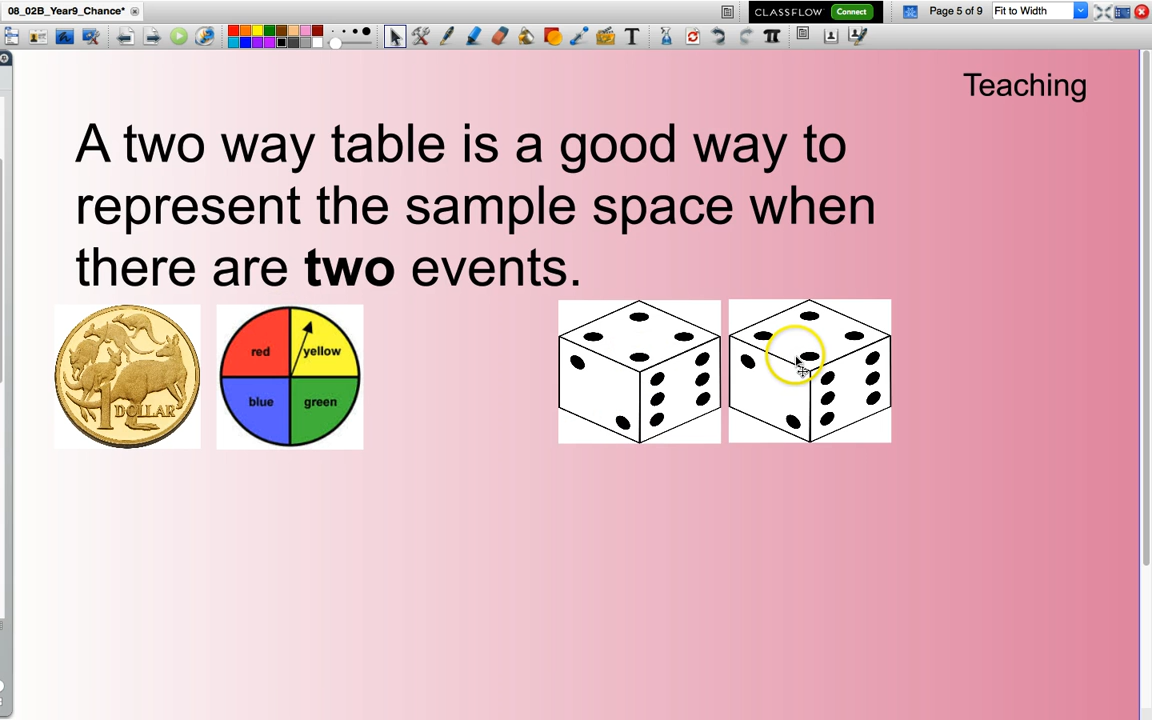 08_02B_Year9_Chance*
CLASSFLOW Connect
Page 5 of 9
Fit to Width
T
Teaching
A two way table is a good way to
represent the sample space when
there are two events.
1 DOLLAR
red
yellow
blue
green